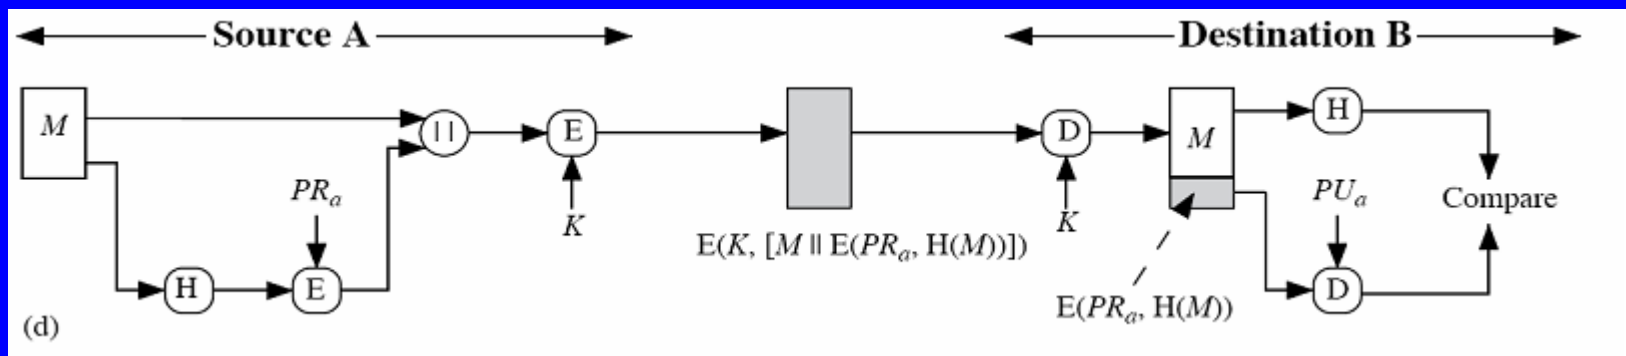 Source A
Destination B
M
||
E
D
M
H
PRₐ
K
K
PUₐ
Compare
E(K, [M || E(PRₐ, H(M))])
H
E
D
E(PRₐ, H(M))
(d)